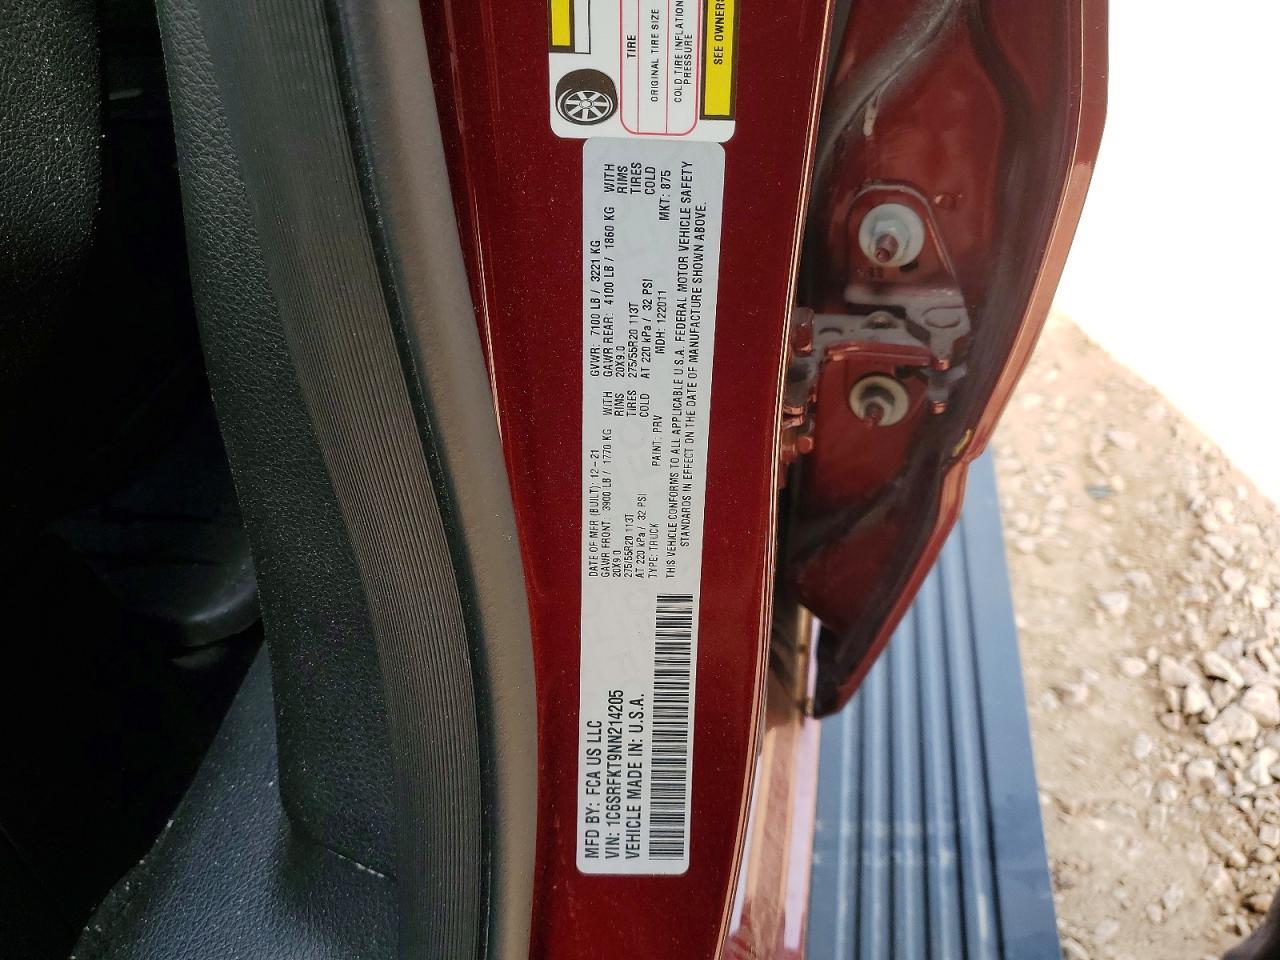 TIRE
ORIGINAL TIRE SIZE
COLD TIRE INFLATION
PRESSURE
SEE OWNERS
MFD BY: FCA US LLC
VIN: 1C6SRFKT9NN214205
VEHICLE MADE IN: U.S.A.
DATE OF MFR (BUILT): 12-21 GVWR: 7100 LB / 3221 KG
GAWR FRONT: 3900 LB / 1770 KG WITH GAWR REAR: 4100 LB / 1860 KG WITH
20X9.0 RIMS 20X9.0 RIMS
275/55R20 113T TIRES 275/55R20 113T TIRES
AT 220 kPa / 32 PSI COLD AT 220 kPa / 32 PSI COLD
TYPE: TRUCK PAINT: PRV MDH: 122011 MKT: 875
THIS VEHICLE CONFORMS TO ALL APPLICABLE U.S.A. FEDERAL MOTOR VEHICLE SAFETY
STANDARDS IN EFFECT ON THE DATE OF MANUFACTURE SHOWN ABOVE.